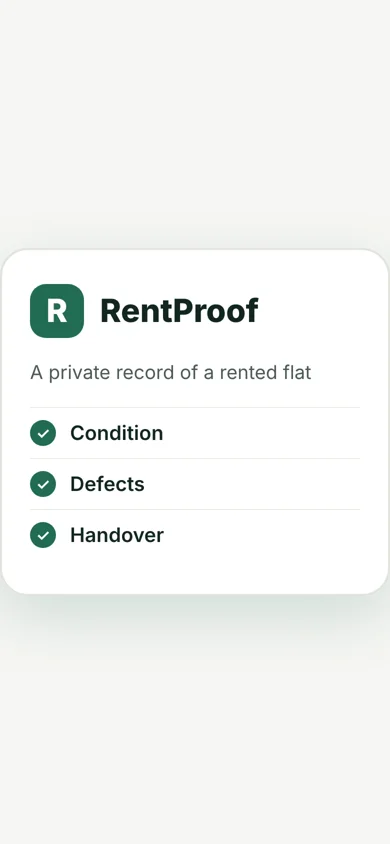 R RentProof
A private record of a rented flat
Condition
Defects
Handover